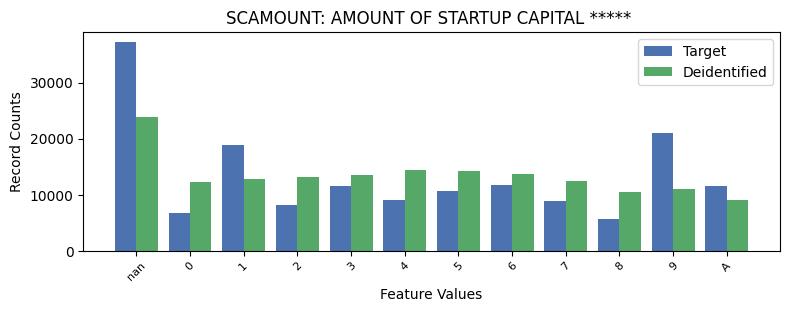 SCAMOUNT: AMOUNT OF STARTUP CAPITAL *****
Target
Deidentified
Record Counts
30000
20000
10000
0
nan 0 1 2 3 4 5 6 7 8 9 A
Feature Values